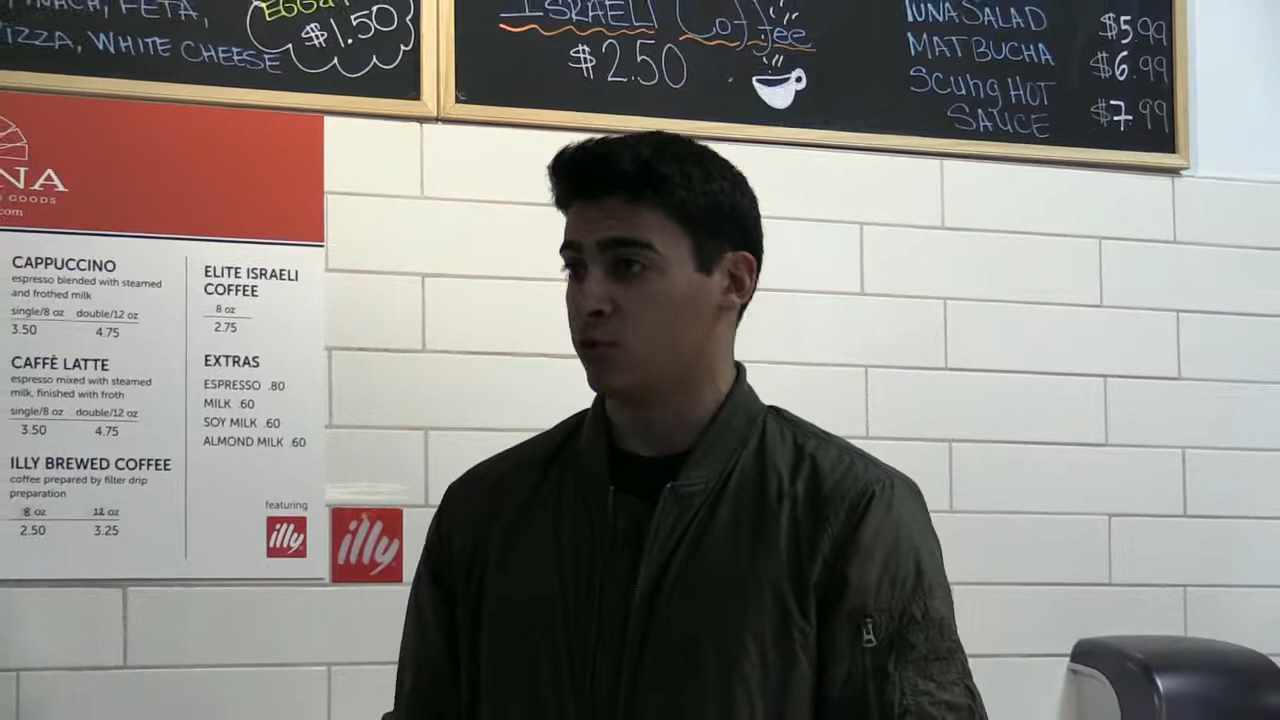 SPINACH, FETA,
PIZZA, WHITE CHEESE
$1.50
ISRAELI Coffee
$2.50
TUNA SALAD $5.99
MATBUCHA $6.99
SCUNG HOT
SAUCE $7.99
NA
GOODS
.com
CAPPUCCINO
espresso blended with steamed
and frothed milk
single/8 oz double/12 oz
3.50 4.75
CAFFÈ LATTE
espresso mixed with steamed
milk, finished with froth
single/8 oz double/12 oz
3.50 4.75
ILLY BREWED COFFEE
coffee prepared by filter drip
preparation
8 oz 12 oz
2.50 3.25
ELITE ISRAELI
COFFEE
8 oz
2.75
EXTRAS
ESPRESSO .80
MILK .60
SOY MILK .60
ALMOND MILK .60
featuring
illy
illy